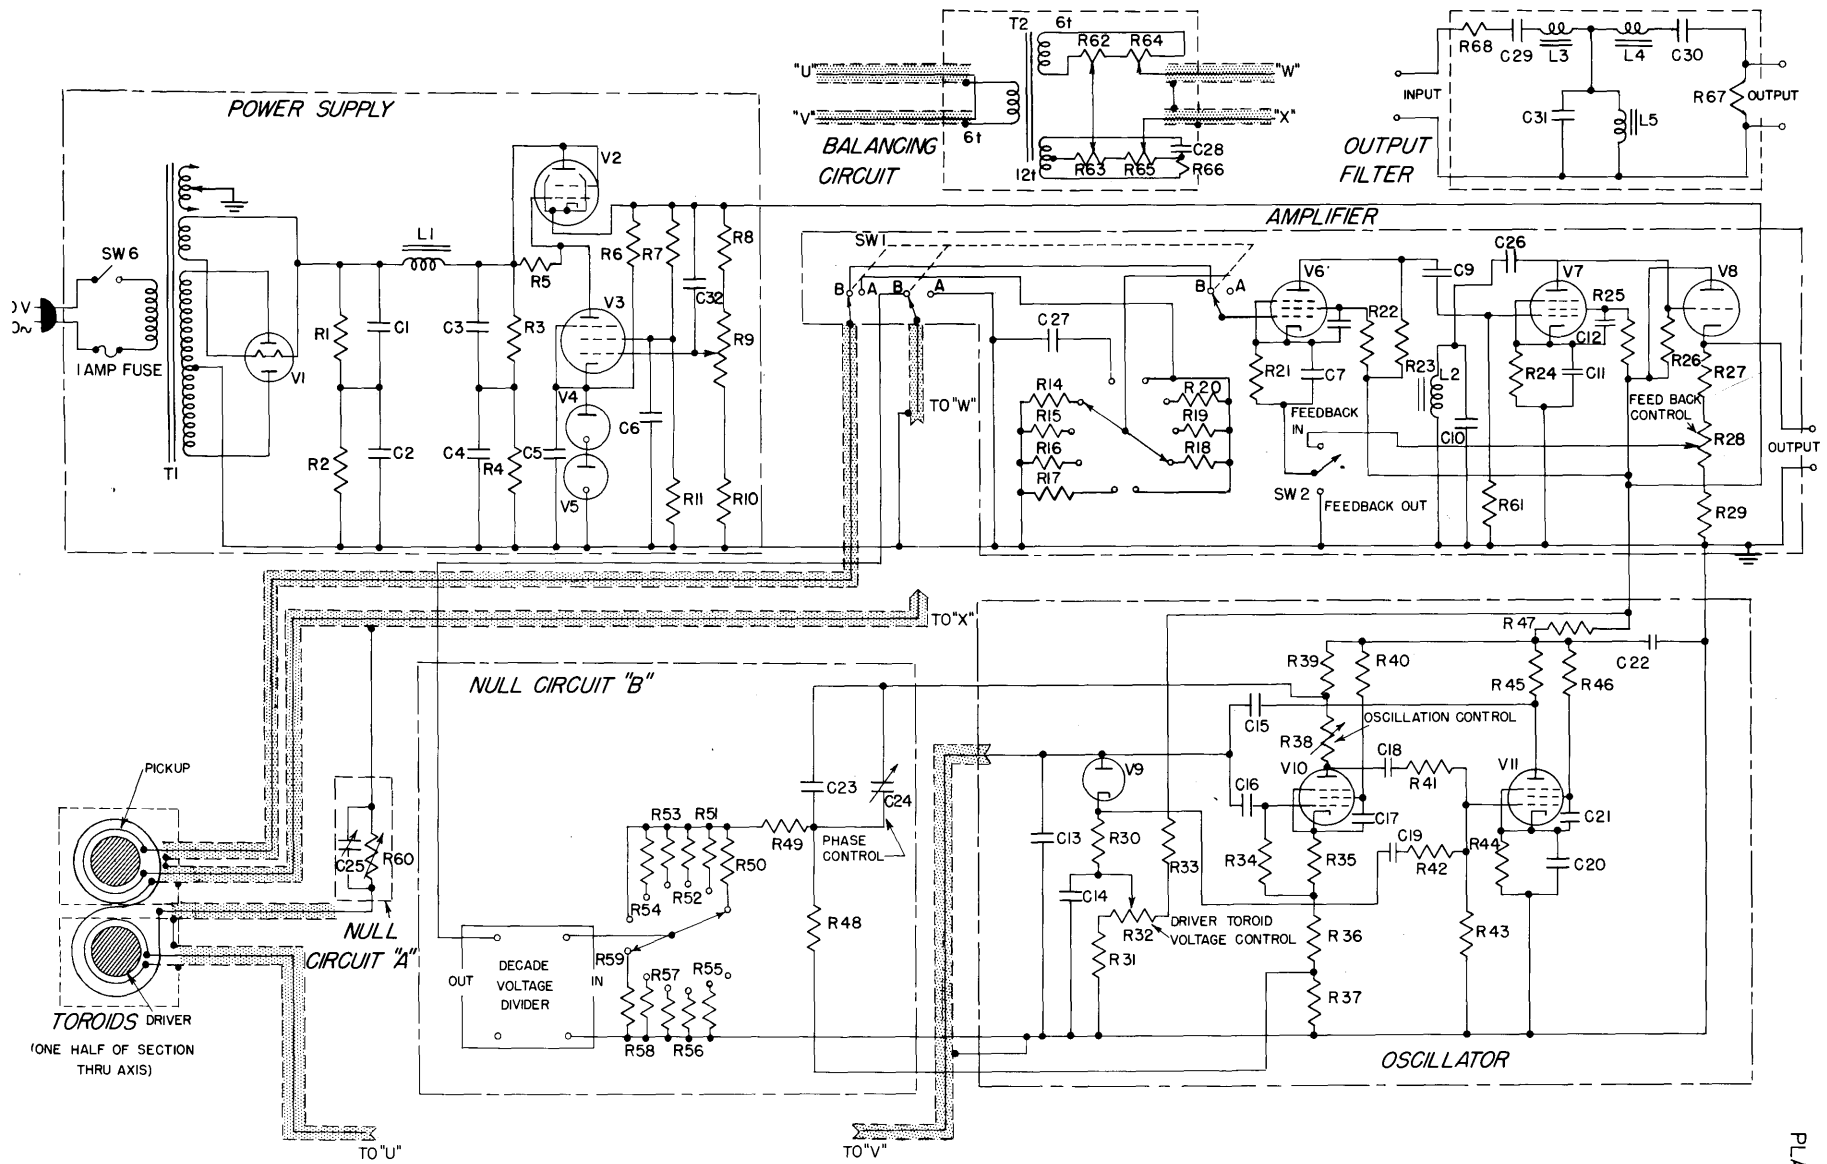 POWER SUPPLY
SW 6
1 AMP FUSE
0V
0~
T1
V1
L1
R1
R2
C1
C2
C3
C4
R3
R4
R5
V2
V3
V4
V5
C5
C6
R6
R7
R8
C32
R9
R10
R11
"U"
"V"
T2
6t
6t
12t
R62
R64
R63
R65
C28
R66
"W"
"X"
BALANCING
CIRCUIT
INPUT
R68
C29
L3
L4
C30
C31
L5
R67
OUTPUT
OUTPUT
FILTER
AMPLIFIER
SW1
B
A
B
A
B
A
TO "W"
C27
R14
R15
R16
R17
R20
R19
R18
V6
R21
C7
R22
R23
C9
L2
C10
C26
FEEDBACK
IN
SW 2
FEEDBACK OUT
R61
V7
R24
C11
C12
R25
R26
V8
R27
FEED BACK
CONTROL
R28
R29
OUTPUT
TO "X"
NULL CIRCUIT "B"
C23
C24
PHASE
CONTROL
R53
R51
R49
R50
R54
R52
R48
R59
R57
R55
R58
R56
OUT
DECADE
VOLTAGE
DIVIDER
IN
PICKUP
C25
R60
NULL
CIRCUIT "A"
TOROIDS DRIVER
(ONE HALF OF SECTION
THRU AXIS)
TO "U"
TO "V"
R47
C22
R39
R40
R45
R46
C15
OSCILLATION CONTROL
R38
V9
V10
C16
C18
R41
V11
C13
R30
R33
R34
R35
C17
C19
R42
R44
C21
C20
C14
R32
DRIVER TOROID
VOLTAGE CONTROL
R31
R36
R43
R37
OSCILLATOR